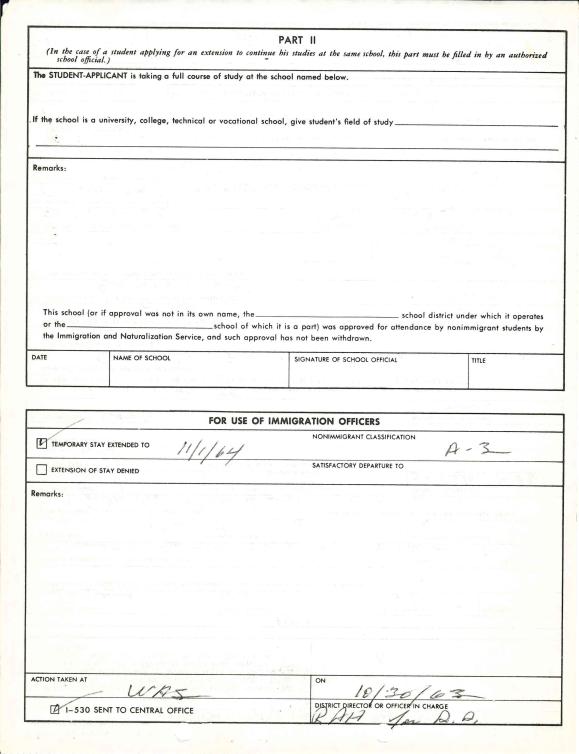 PART II
(In the case of a student applying for an extension to continue his studies at the same school, this part must be filled in by an authorized
school official.)
The STUDENT-APPLICANT is taking a full course of study at the school named below.
If the school is a university, college, technical or vocational school, give student's field of study
Remarks:
This school (or if approval was not in its own name, the school district under which it operates
or the school of which it is a part) was approved for attendance by nonimmigrant students by
the Immigration and Naturalization Service, and such approval has not been withdrawn.
DATE NAME OF SCHOOL SIGNATURE OF SCHOOL OFFICIAL TITLE
FOR USE OF IMMIGRATION OFFICERS
TEMPORARY STAY EXTENDED TO 11/1/64 NONIMMIGRANT CLASSIFICATION A-3
EXTENSION OF STAY DENIED SATISFACTORY DEPARTURE TO
Remarks:
ACTION TAKEN AT WAS ON 10/30/63
I-530 SENT TO CENTRAL OFFICE DISTRICT DIRECTOR OR OFFICER IN CHARGE
RAH for D.D.